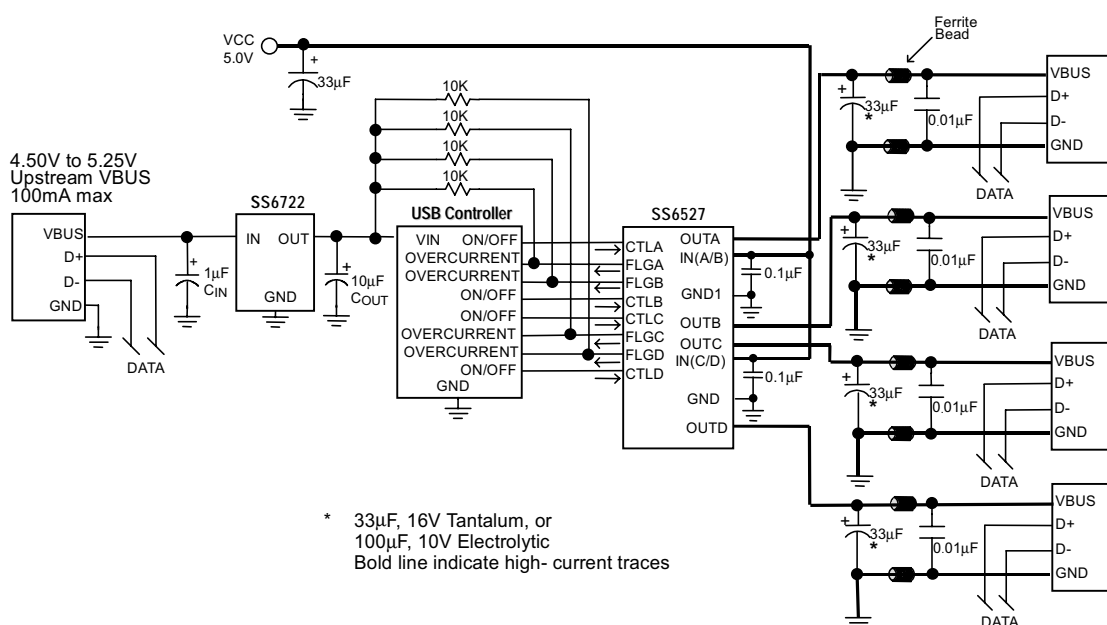 VCC
5.0V
+
33µF
10K
10K
10K
10K
4.50V to 5.25V
Upstream VBUS
100mA max
VBUS
D+
D-
GND
DATA
+
1µF
CIN
SS6722
IN OUT
GND
+
10µF
COUT
USB Controller
VIN ON/OFF
OVERCURRENT
OVERCURRENT
ON/OFF
ON/OFF
OVERCURRENT
OVERCURRENT
ON/OFF
GND
SS6527
CTLA
FLGA
FLGB
CTLB
CTLC
FLGC
FLGD
CTLD
OUTA
IN(A/B)
GND1
OUTB
OUTC
IN(C/D)
GND
OUTD
0.1µF
0.1µF
Ferrite
Bead
+
33µF
*
0.01µF
VBUS
D+
D-
GND
DATA
+
33µF
*
0.01µF
VBUS
D+
D-
GND
DATA
+
33µF
*
0.01µF
VBUS
D+
D-
GND
DATA
+
33µF
*
0.01µF
VBUS
D+
D-
GND
DATA
* 33µF, 16V Tantalum, or
100µF, 10V Electrolytic
Bold line indicate high- current traces